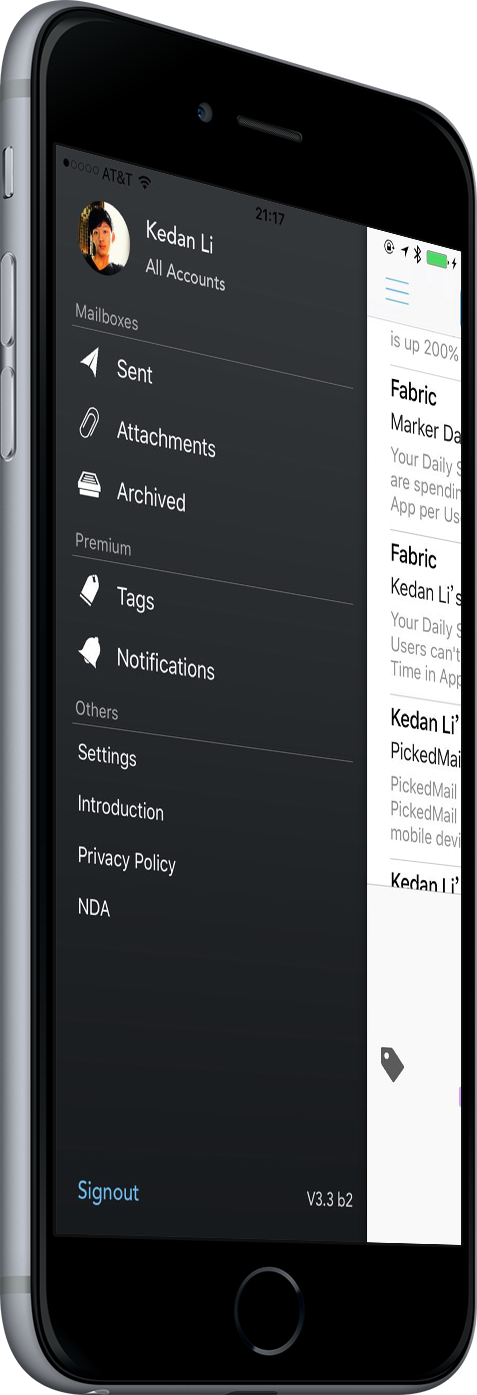 AT&T
21:17
Kedan Li
All Accounts
Mailboxes
Sent
Attachments
Archived
Premium
Tags
Notifications
Others
Settings
Introduction
Privacy Policy
NDA
Signout
V3.3 b2
is up 200%
Fabric
Marker Da
Your Daily S
are spendin
App per Us
Fabric
Kedan Li's
Your Daily S
Users can't
Time in App
Kedan Li'
PickedMai
PickedMail
PickedMail
mobile devi
Kedan Li'